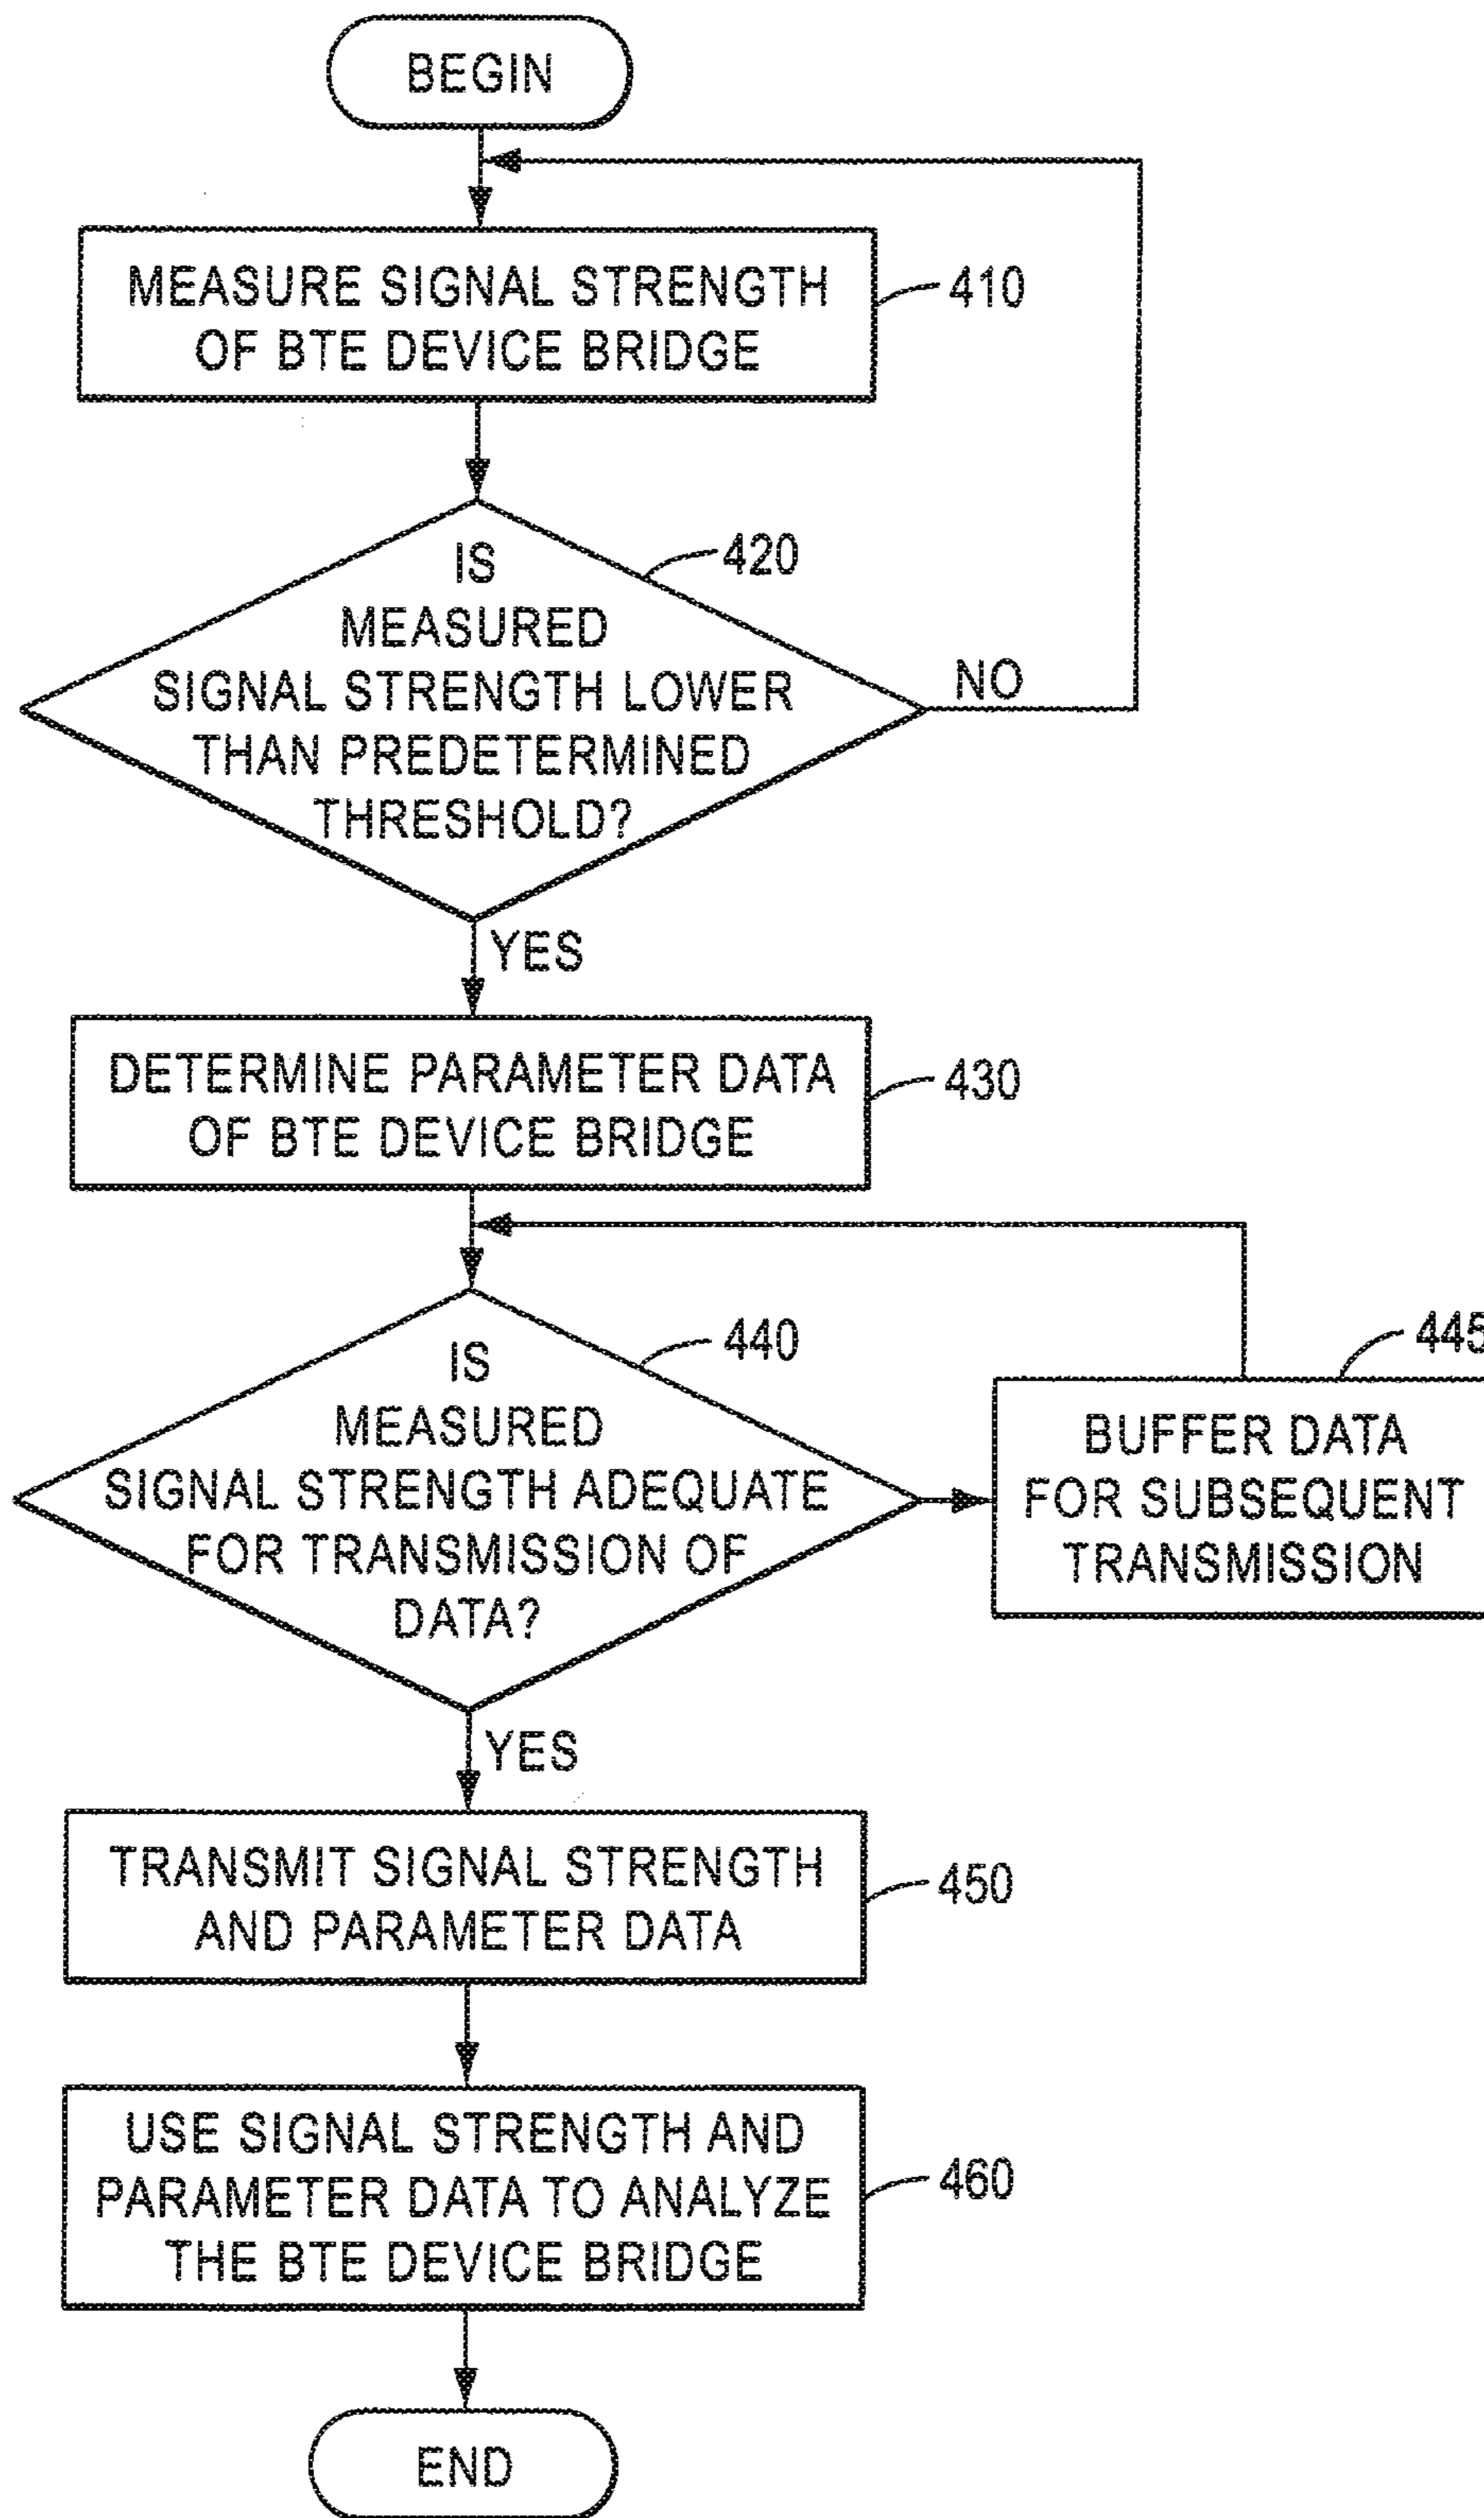 BEGIN
MEASURE SIGNAL STRENGTH
OF BTE DEVICE BRIDGE
410
IS
MEASURED
SIGNAL STRENGTH LOWER
THAN PREDETERMINED
THRESHOLD?
420
NO
YES
DETERMINE PARAMETER DATA
OF BTE DEVICE BRIDGE
430
IS
MEASURED
SIGNAL STRENGTH ADEQUATE
FOR TRANSMISSION OF
DATA?
440
445
BUFFER DATA
FOR SUBSEQUENT
TRANSMISSION
YES
TRANSMIT SIGNAL STRENGTH
AND PARAMETER DATA
450
USE SIGNAL STRENGTH AND
PARAMETER DATA TO ANALYZE
THE BTE DEVICE BRIDGE
460
END